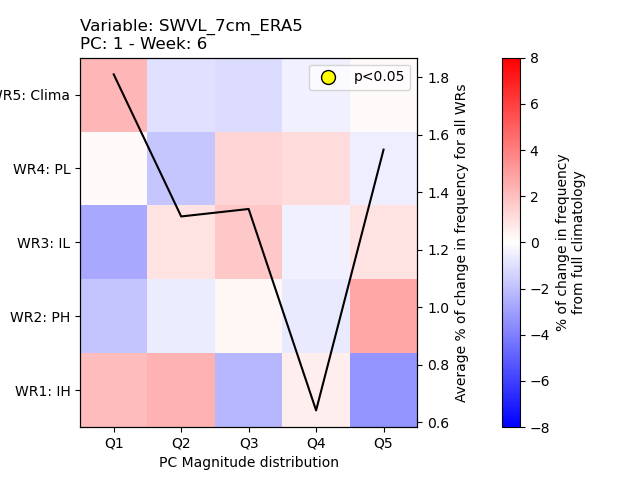 Variable: SWVL_7cm_ERA5
PC: 1 - Week: 6
p<0.05
WR5: Clima
WR4: PL
WR3: IL
WR2: PH
WR1: IH
Q1 Q2 Q3 Q4 Q5
PC Magnitude distribution
1.8
1.6
1.4
1.2
1.0
0.8
0.6
Average % of change in frequency for all WRs
8
6
4
2
0
−2
−4
−6
−8
% of change in frequency
from full climatology